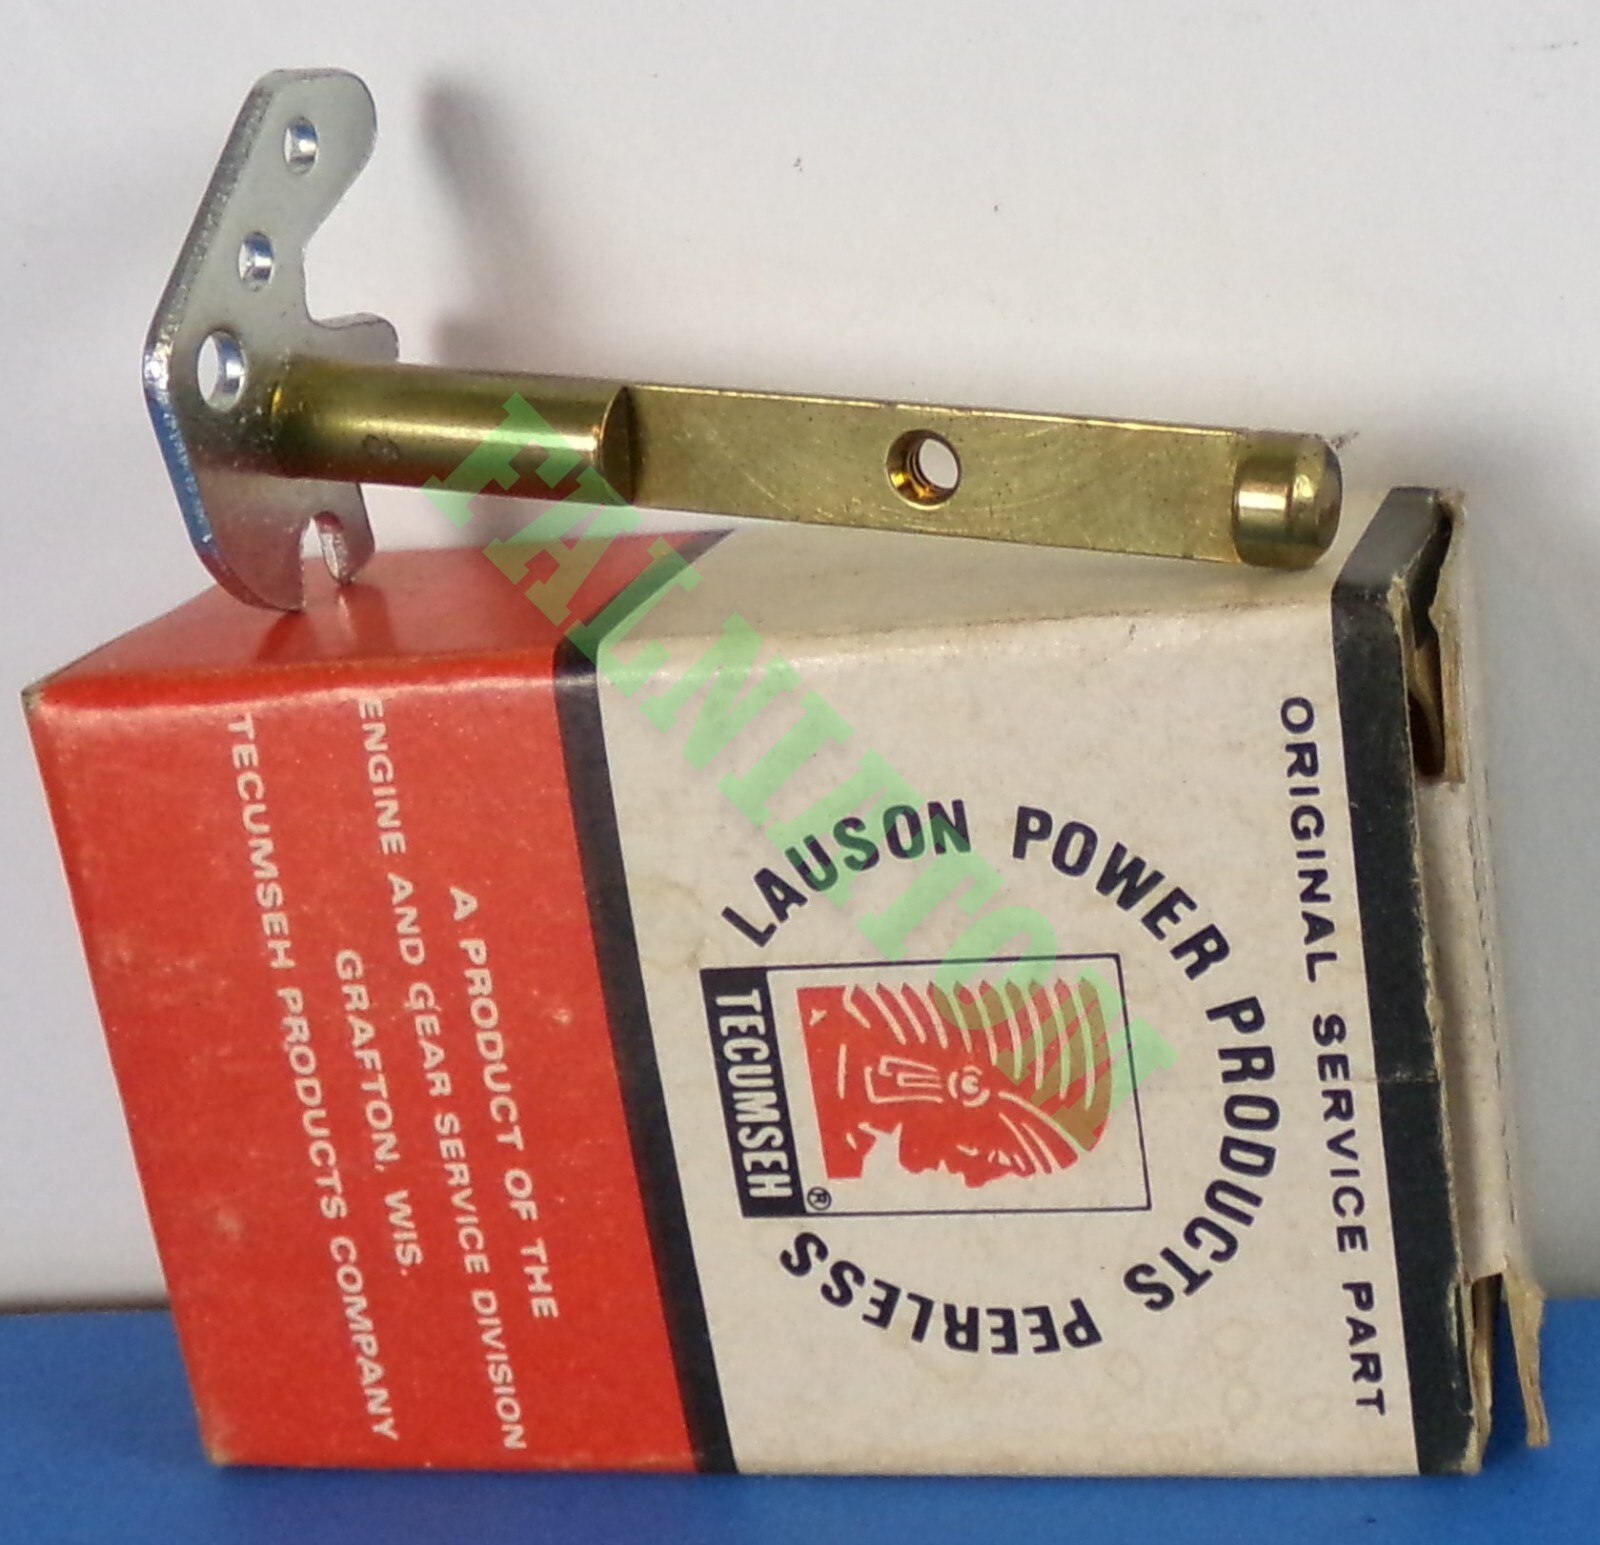 ORIGINAL SERVICE PART
LAUSON POWER PRODUCTS PEERLESS
TECUMSEH ®
A PRODUCT OF THE
ENGINE AND GEAR SERVICE DIVISION
GRAFTON, WIS.
TECUMSEH PRODUCTS COMPANY
FALNIATOM